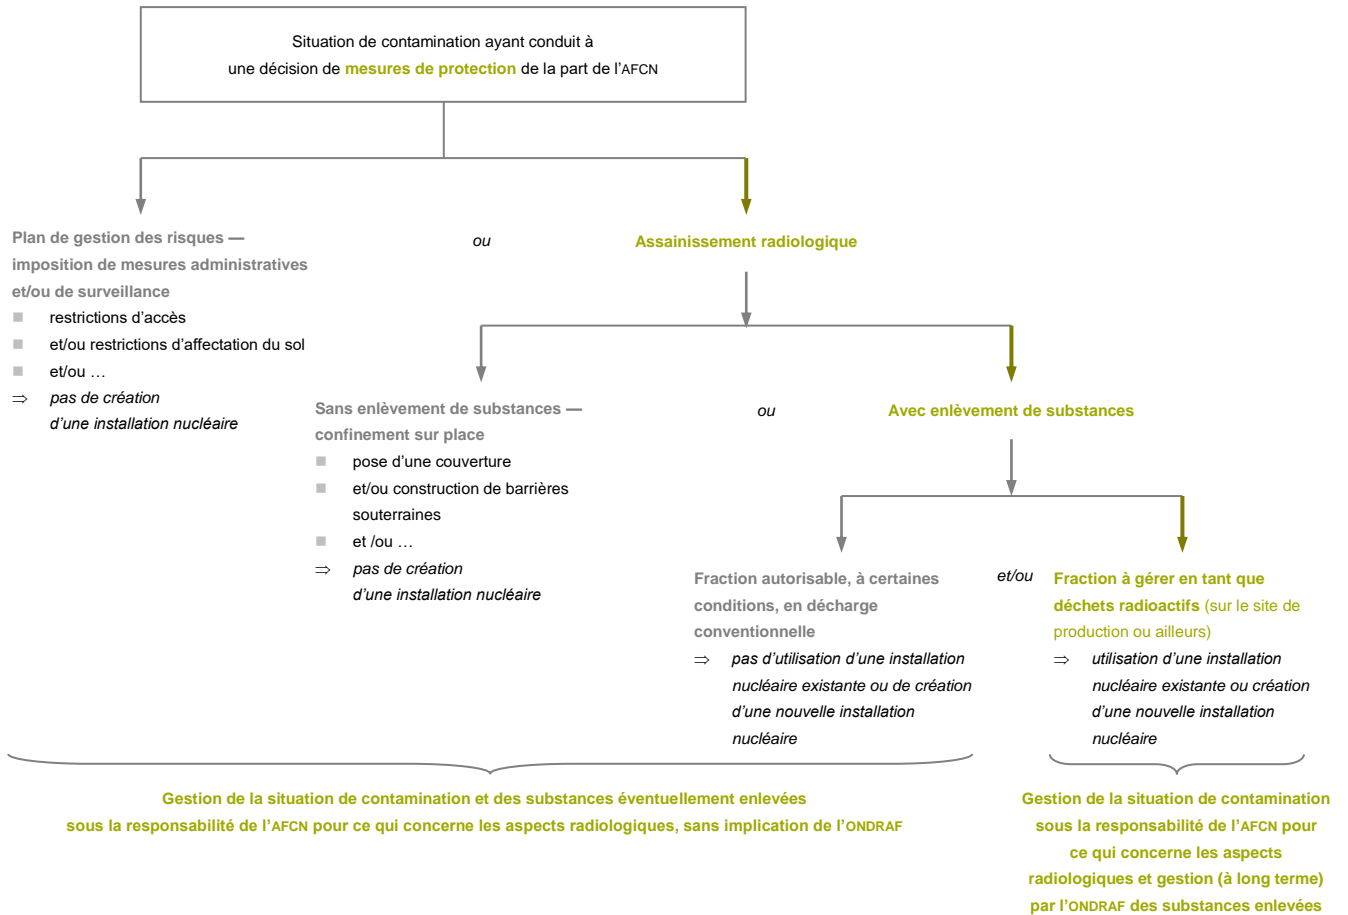 Situation de contamination ayant conduit à
une décision de mesures de protection de la part de l’AFCN
Plan de gestion des risques —
imposition de mesures administratives
et/ou de surveillance
restrictions d’accès
et/ou restrictions d’affectation du sol
et/ou …
⇒ pas de création
d’une installation nucléaire
ou
Assainissement radiologique
Sans enlèvement de substances —
confinement sur place
pose d’une couverture
et/ou construction de barrières
souterraines
et /ou …
⇒ pas de création
d’une installation nucléaire
ou
Avec enlèvement de substances
Fraction autorisable, à certaines
conditions, en décharge
conventionnelle
⇒ pas d’utilisation d’une installation
nucléaire existante ou de création
d’une nouvelle installation
nucléaire
et/ou
Fraction à gérer en tant que
déchets radioactifs (sur le site de
production ou ailleurs)
⇒ utilisation d’une installation
nucléaire existante ou création
d’une nouvelle installation
nucléaire
Gestion de la situation de contamination et des substances éventuellement enlevées
sous la responsabilité de l’AFCN pour ce qui concerne les aspects radiologiques, sans implication de l’ONDRAF
Gestion de la situation de contamination
sous la responsabilité de l’AFCN pour
ce qui concerne les aspects
radiologiques et gestion (à long terme)
par l’ONDRAF des substances enlevées